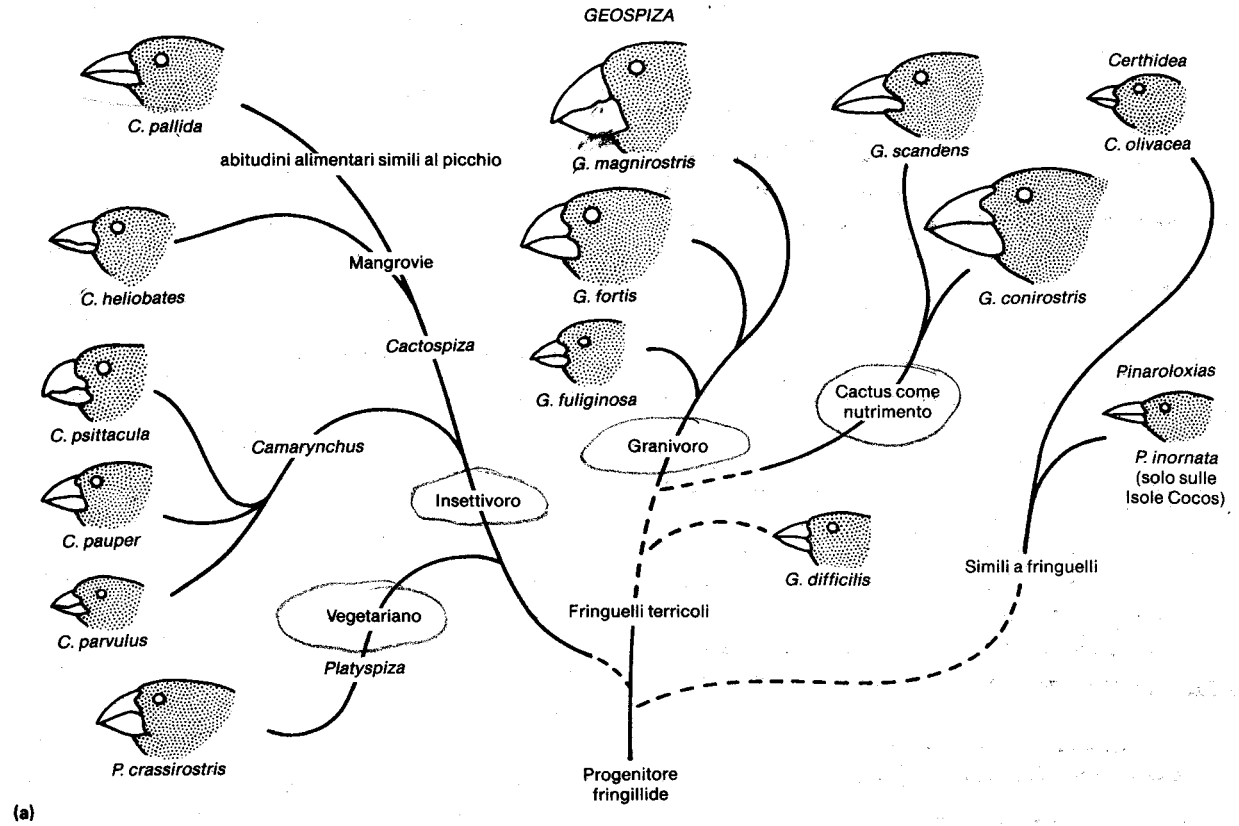 GEOSPIZA
C. pallida
G. magnirostris
G. scandens
Certhidea
C. olivacea
abitudini alimentari simili al picchio
C. heliobates
Mangrovie
G. fortis
G. conirostris
Cactospiza
C. psittacula
Camarynchus
G. fuliginosa
Granivoro
Cactus come
nutrimento
Pinaroloxias
P. inornata
(solo sulle
Isole Cocos)
C. pauper
Insettivoro
G. difficilis
Simili a fringuelli
C. parvulus
Vegetariano
Platyspiza
Fringuelli terricoli
P. crassirostris
Progenitore
fringillide
(a)